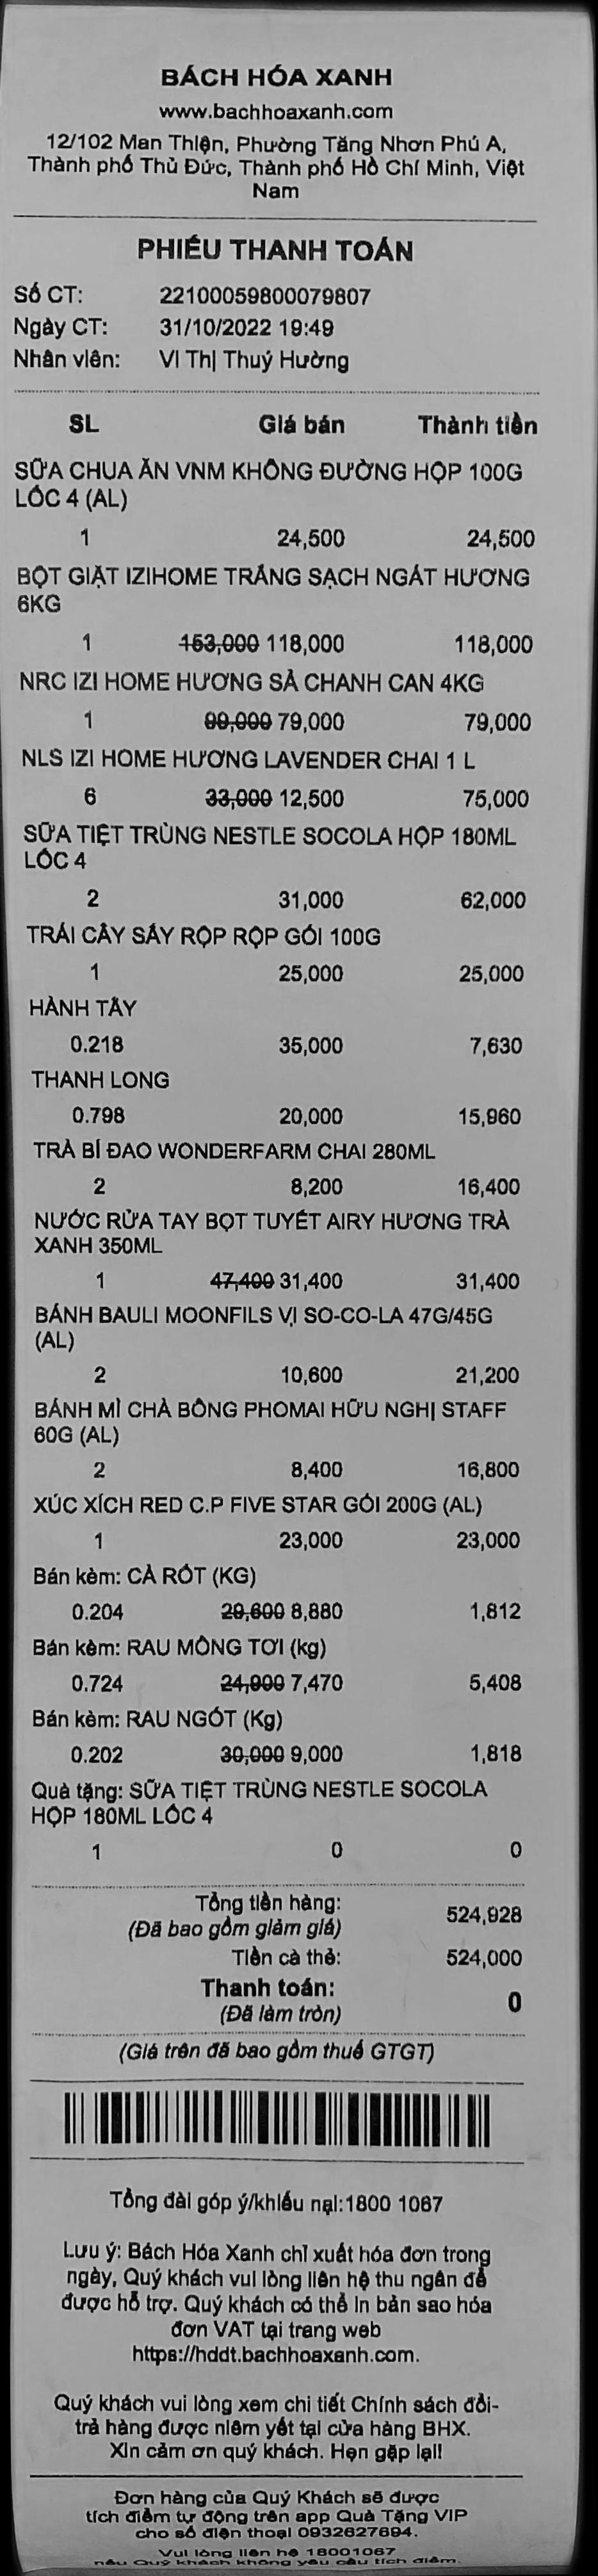 BÁCH HÓA XANH
www.bachhoaxanh.com
12/102 Man Thiện, Phường Tăng Nhơn Phú A,
Thành phố Thủ Đức, Thành phố Hồ Chí Minh, Việt
Nam
PHIẾU THANH TOÁN
Số CT: 22100059800079807
Ngày CT: 31/10/2022 19:49
Nhân viên: Vi Thị Thuý Hường
SL Giá bán Thành tiền
SỮA CHUA ĂN VNM KHÔNG ĐƯỜNG HỘP 100G
LỐC 4 (AL)
1 24,500 24,500
BỘT GIẶT IZIHOME TRẮNG SẠCH NGÁT HƯƠNG
6KG
1 153,000 118,000 118,000
NRC IZI HOME HƯƠNG SẢ CHANH CAN 4KG
1 99,000 79,000 79,000
NLS IZI HOME HƯƠNG LAVENDER CHAI 1 L
6 33,000 12,500 75,000
SỮA TIỆT TRÙNG NESTLE SOCOLA HỘP 180ML
LỐC 4
2 31,000 62,000
TRÁI CÂY SẤY RỘP RỘP GÓI 100G
1 25,000 25,000
HÀNH TÂY
0.218 35,000 7,630
THANH LONG
0.798 20,000 15,960
TRÀ BÍ ĐAO WONDERFARM CHAI 280ML
2 8,200 16,400
NƯỚC RỬA TAY BỌT TUYẾT AIRY HƯƠNG TRÀ
XANH 350ML
1 47,400 31,400 31,400
BÁNH BAULI MOONFILS VỊ SO-CO-LA 47G/45G
(AL)
2 10,600 21,200
BÁNH MÌ CHÀ BÔNG PHOMAI HỮU NGHỊ STAFF
60G (AL)
2 8,400 16,800
XÚC XÍCH RED C.P FIVE STAR GÓI 200G (AL)
1 23,000 23,000
Bán kèm: CÀ RỐT (KG)
0.204 29,600 8,880 1,812
Bán kèm: RAU MỒNG TƠI (kg)
0.724 24,900 7,470 5,408
Bán kèm: RAU NGÓT (Kg)
0.202 30,000 9,000 1,818
Quà tặng: SỮA TIỆT TRÙNG NESTLE SOCOLA
HỘP 180ML LỐC 4
1 0 0
Tổng tiền hàng: 524,928
(Đã bao gồm giảm giá)
Tiền cà thẻ: 524,000
Thanh toán: 0
(Đã làm tròn)
(Giá trên đã bao gồm thuế GTGT)
Tổng đài góp ý/khiếu nại:1800 1067
Lưu ý: Bách Hóa Xanh chỉ xuất hóa đơn trong
ngày, Quý khách vui lòng liên hệ thu ngân để
được hỗ trợ. Quý khách có thể in bản sao hóa
đơn VAT tại trang web
https://hddt.bachhoaxanh.com.
Quý khách vui lòng xem chi tiết Chính sách đổi-
trả hàng được niêm yết tại cửa hàng BHX.
Xin cảm ơn quý khách. Hẹn gặp lại!
Đơn hàng của Quý Khách sẽ được
tích điểm tự động trên app Quà Tặng VIP
cho số điện thoại 0932627694.
Vui lòng liên hệ 18001067
nếu Quý khách không yêu cầu tích điểm.